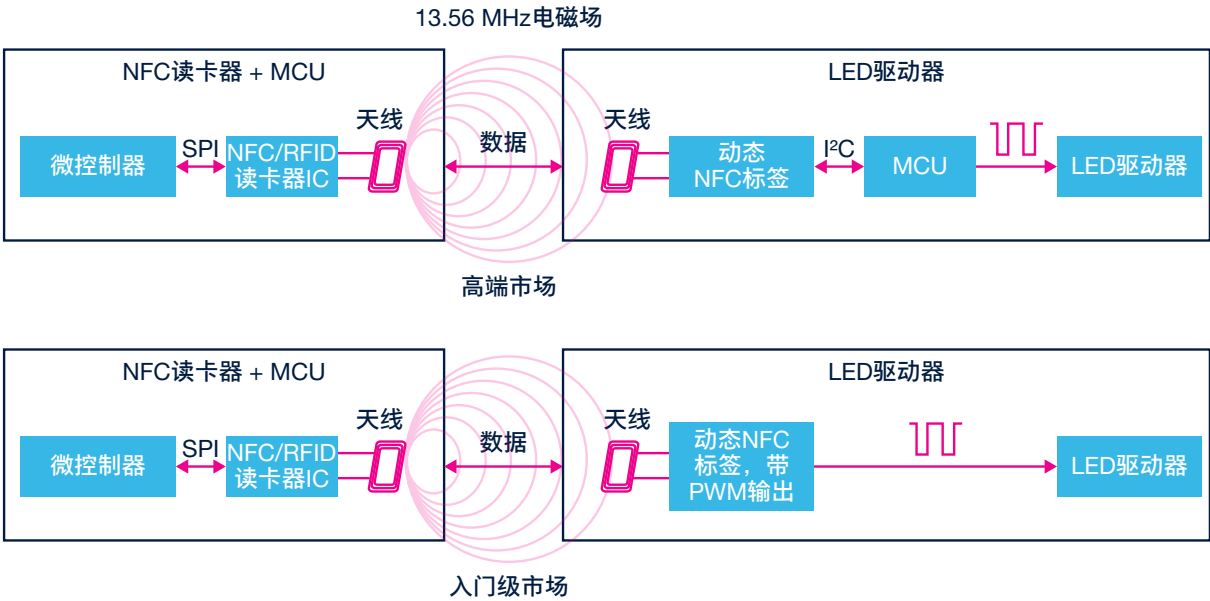 13.56 MHz电磁场
NFC读卡器 + MCU
LED驱动器
天线
天线
微控制器
SPI
NFC/RFID
读卡器IC
数据
动态
NFC标签
I²C
MCU
LED驱动器
高端市场
NFC读卡器 + MCU
LED驱动器
天线
天线
微控制器
SPI
NFC/RFID
读卡器IC
数据
动态NFC
标签，带
PWM输出
LED驱动器
入门级市场